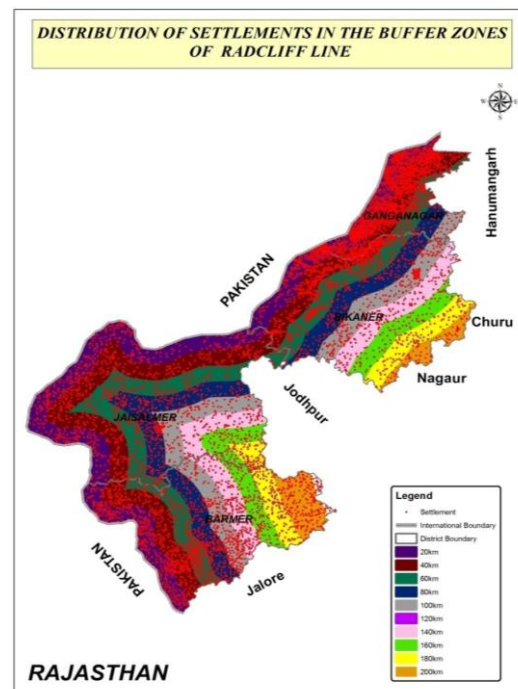 DISTRIBUTION OF SETTLEMENTS IN THE BUFFER ZONES
OF RADCLIFF LINE
N
W E
S
Hanumangarh
GANGANAGAR
PAKISTAN
BIKANER
Churu
Nagaur
Jodhpur
JAISALMER
BARMER
Jalore
PAKISTAN
Legend
Settlement
International Boundary
District Boundary
20km
40km
60km
80km
100km
120km
140km
160km
180km
200km
RAJASTHAN